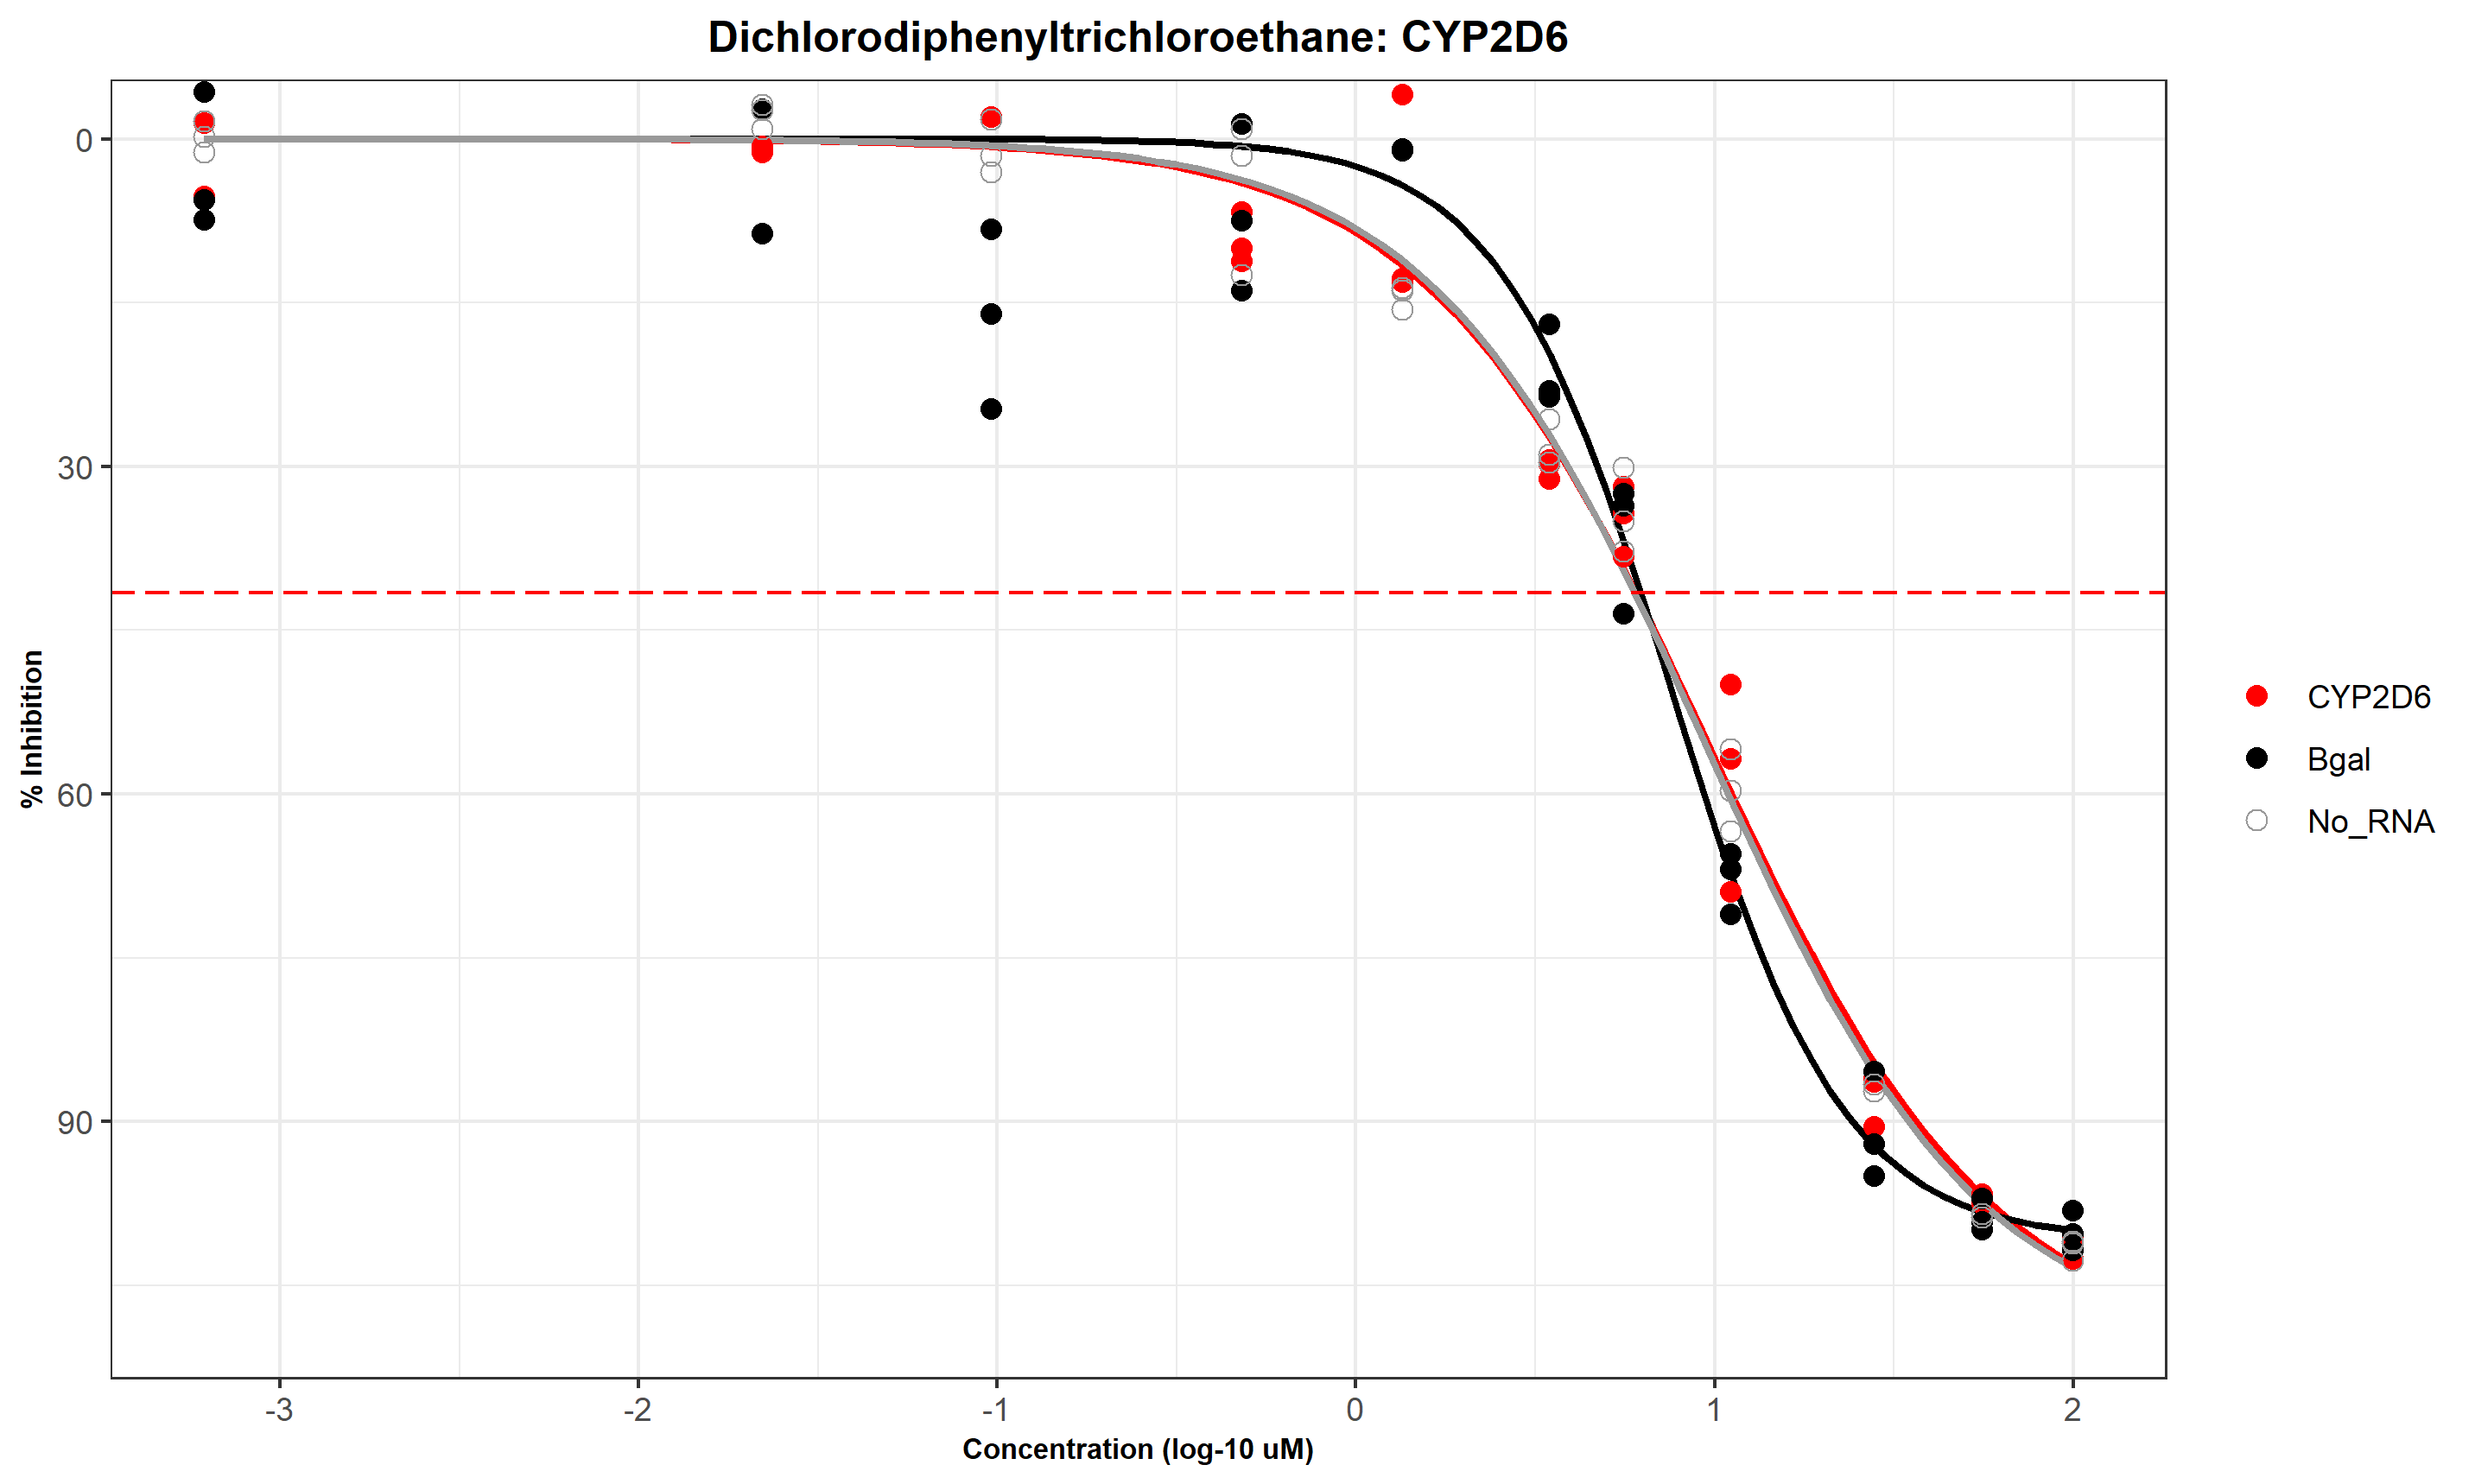 Dichlorodiphenyltrichloroethane: CYP2D6
0
30
60
90
% Inhibition
-3
-2
-1
0
1
2
Concentration (log-10 uM)
CYP2D6
Bgal
No_RNA